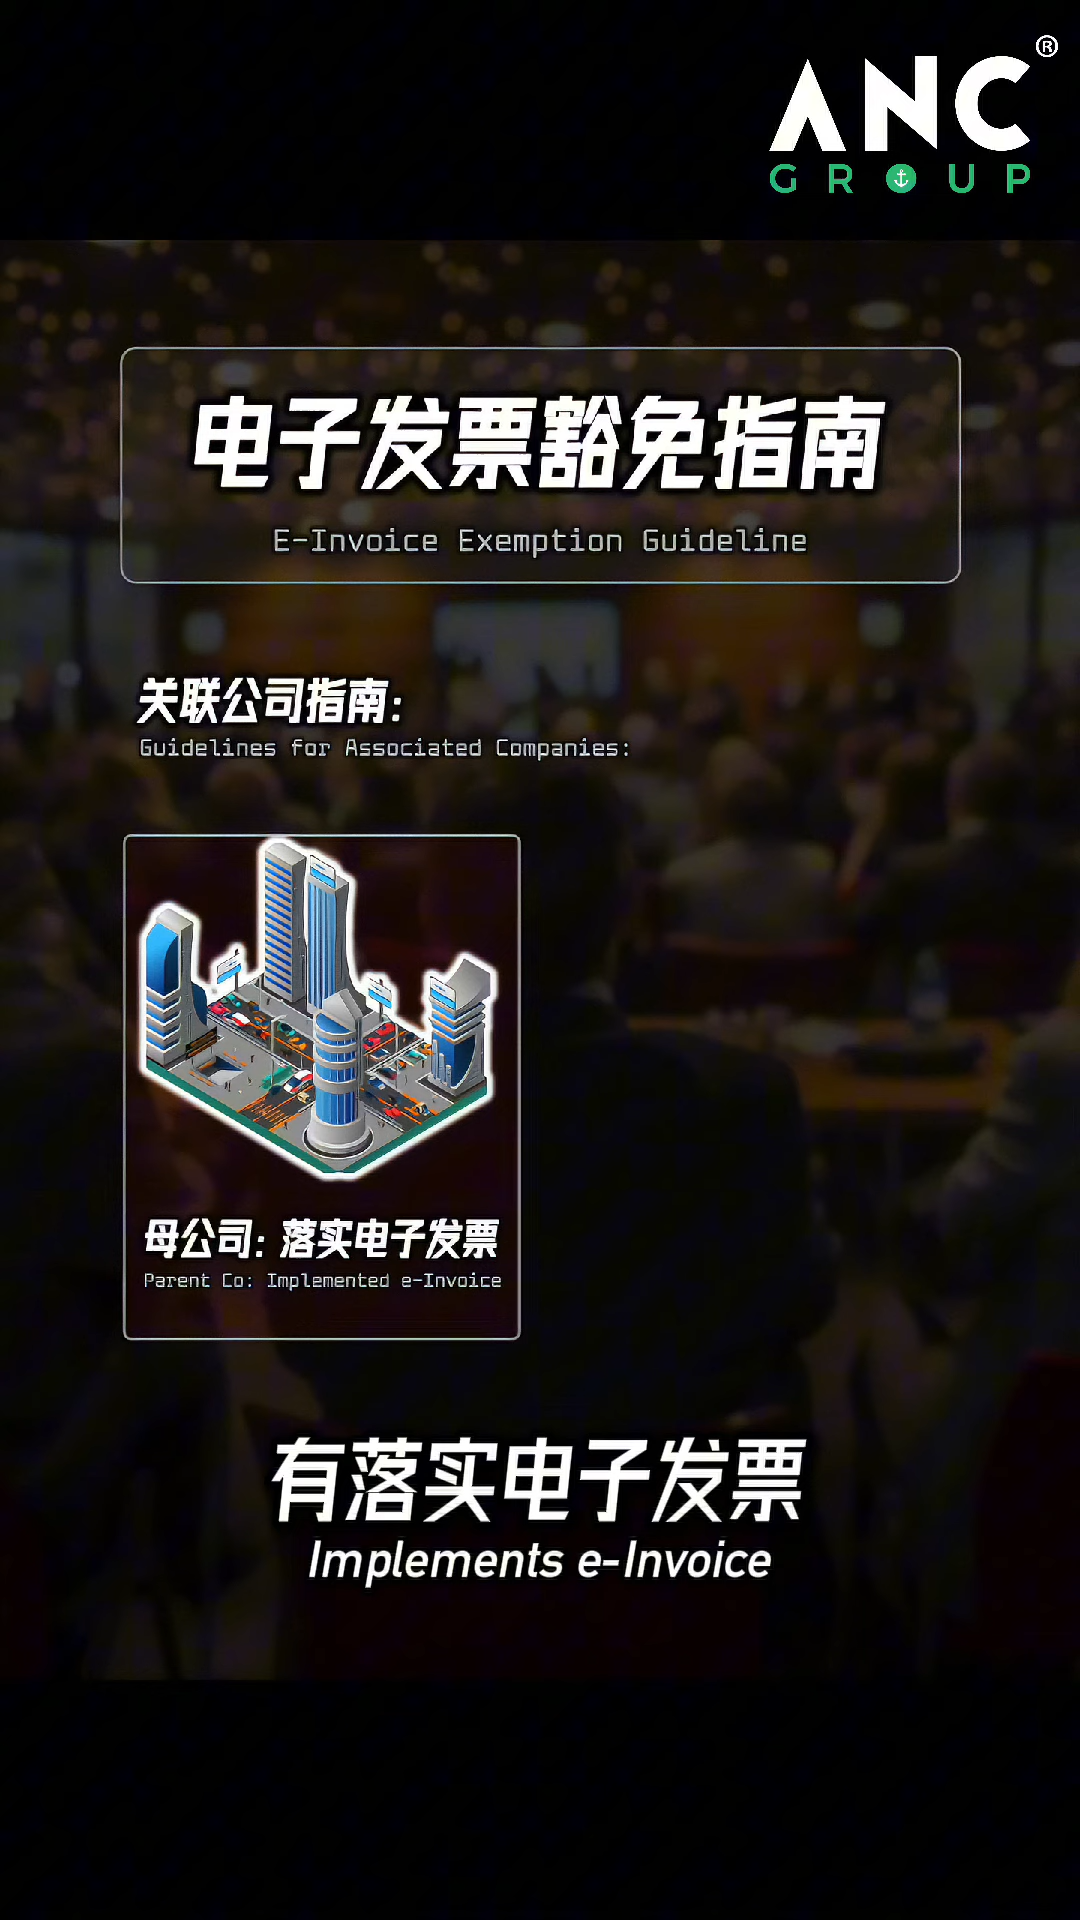 ANC®
GROUP
电子发票豁免指南
E-Invoice Exemption Guideline
关联公司指南:
Guidelines for Associated Companies:
母公司: 落实电子发票
Parent Co: Implemented e-Invoice
有落实电子发票
Implements e-Invoice